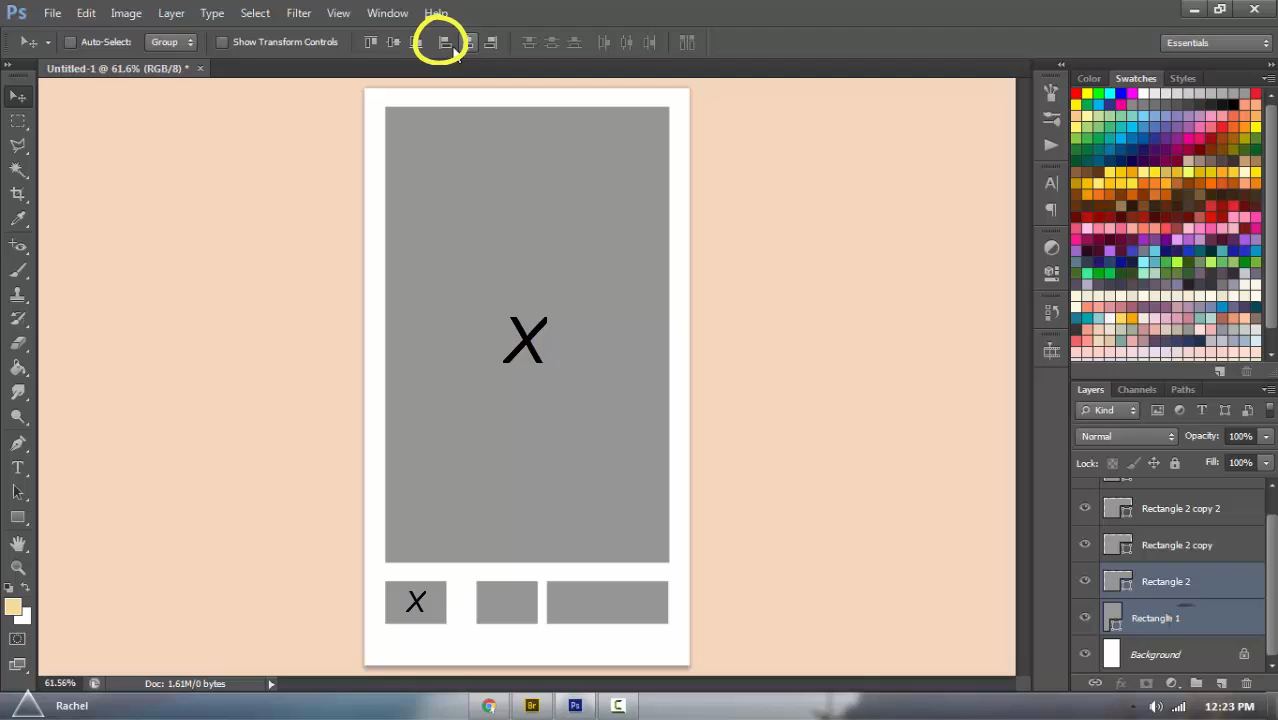 Ps File Edit Image Layer Type Select Filter View Window Help
Auto-Select: Group Show Transform Controls Essentials
Untitled-1 @ 61.6% (RGB/8) * ×
Color Swatches Styles
X
Layers Channels Paths
Kind
Normal Opacity: 100%
Lock: Fill: 100%
Rectangle 2 copy 2
Rectangle 2 copy
Rectangle 2
X
Rectangle 1
Background
61.56% Doc: 1.61M/0 bytes
Rachel Br Ps C 12:23 PM